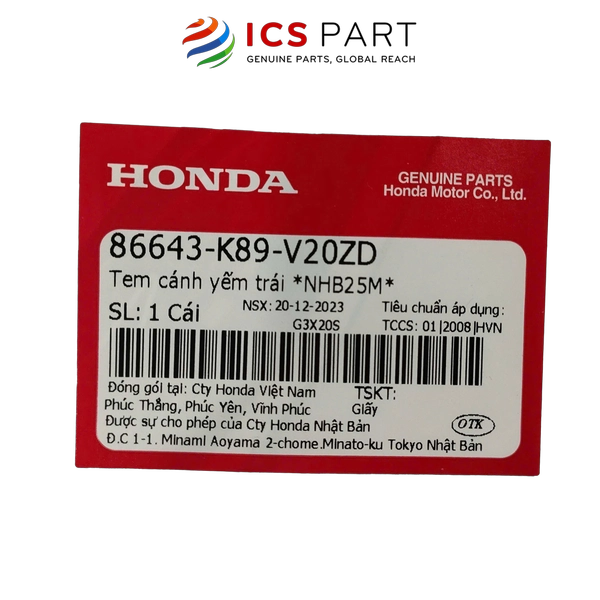 ICS PART
GENUINE PARTS, GLOBAL REACH
HONDA
GENUINE PARTS
Honda Motor Co., Ltd.
86643-K89-V20ZD
Tem cánh yếm trái *NHB25M*
SL: 1 Cái
NSX: 20-12-2023
G3X20S
Tiêu chuẩn áp dụng:
TCCS: 01|2008|HVN
Đóng gói tại: Cty Honda Việt Nam
Phúc Thắng, Phúc Yên, Vĩnh Phúc
TSKT:
Giấy
Được sự cho phép của Cty Honda Nhật Bản
Đ.C 1-1. Minami Aoyama 2-chome.Minato-ku Tokyo Nhật Bản
OTK